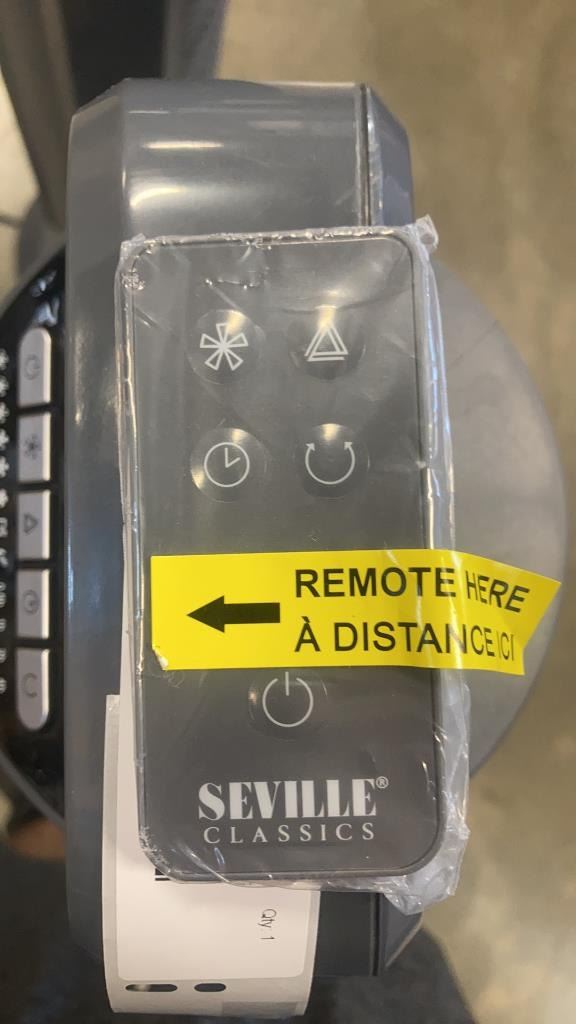 REMOTE HERE
À DISTANCE ICI
SEVILLE®
CLASSICS
Qty. 1